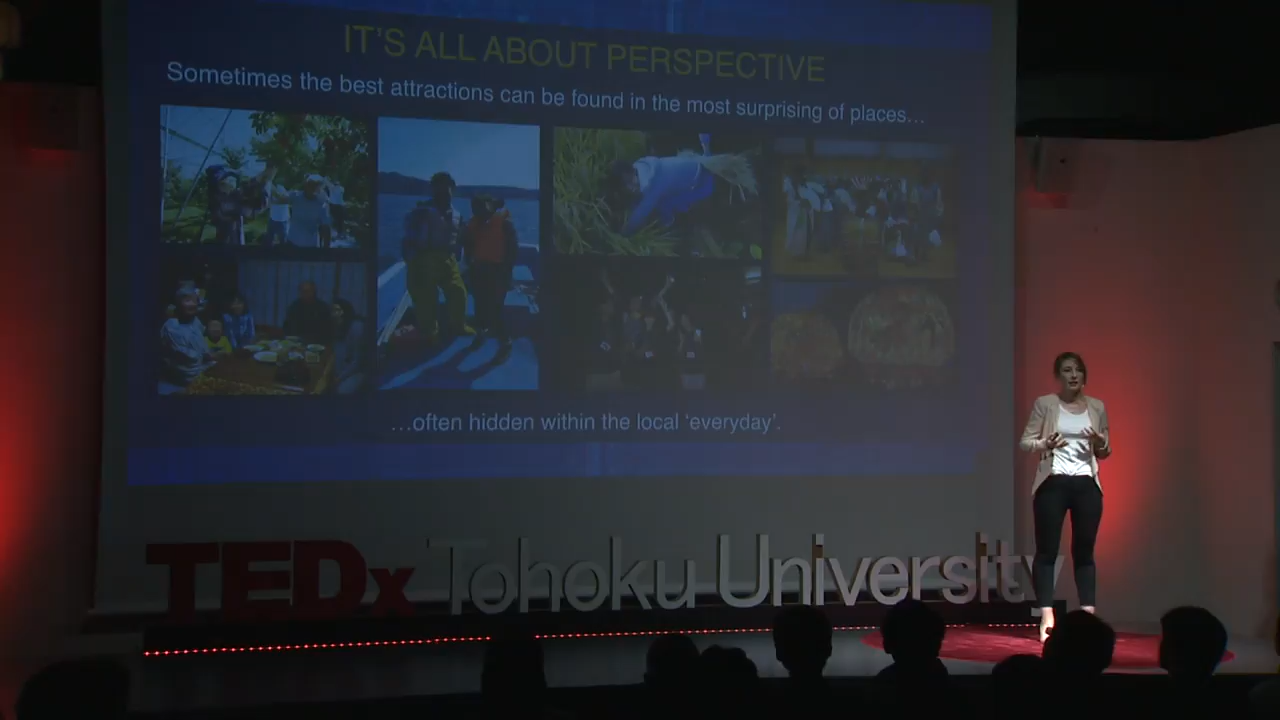 IT'S ALL ABOUT PERSPECTIVE
Sometimes the best attractions can be found in the most surprising of places…
…often hidden within the local ‘everyday’.
TEDx Tohoku University